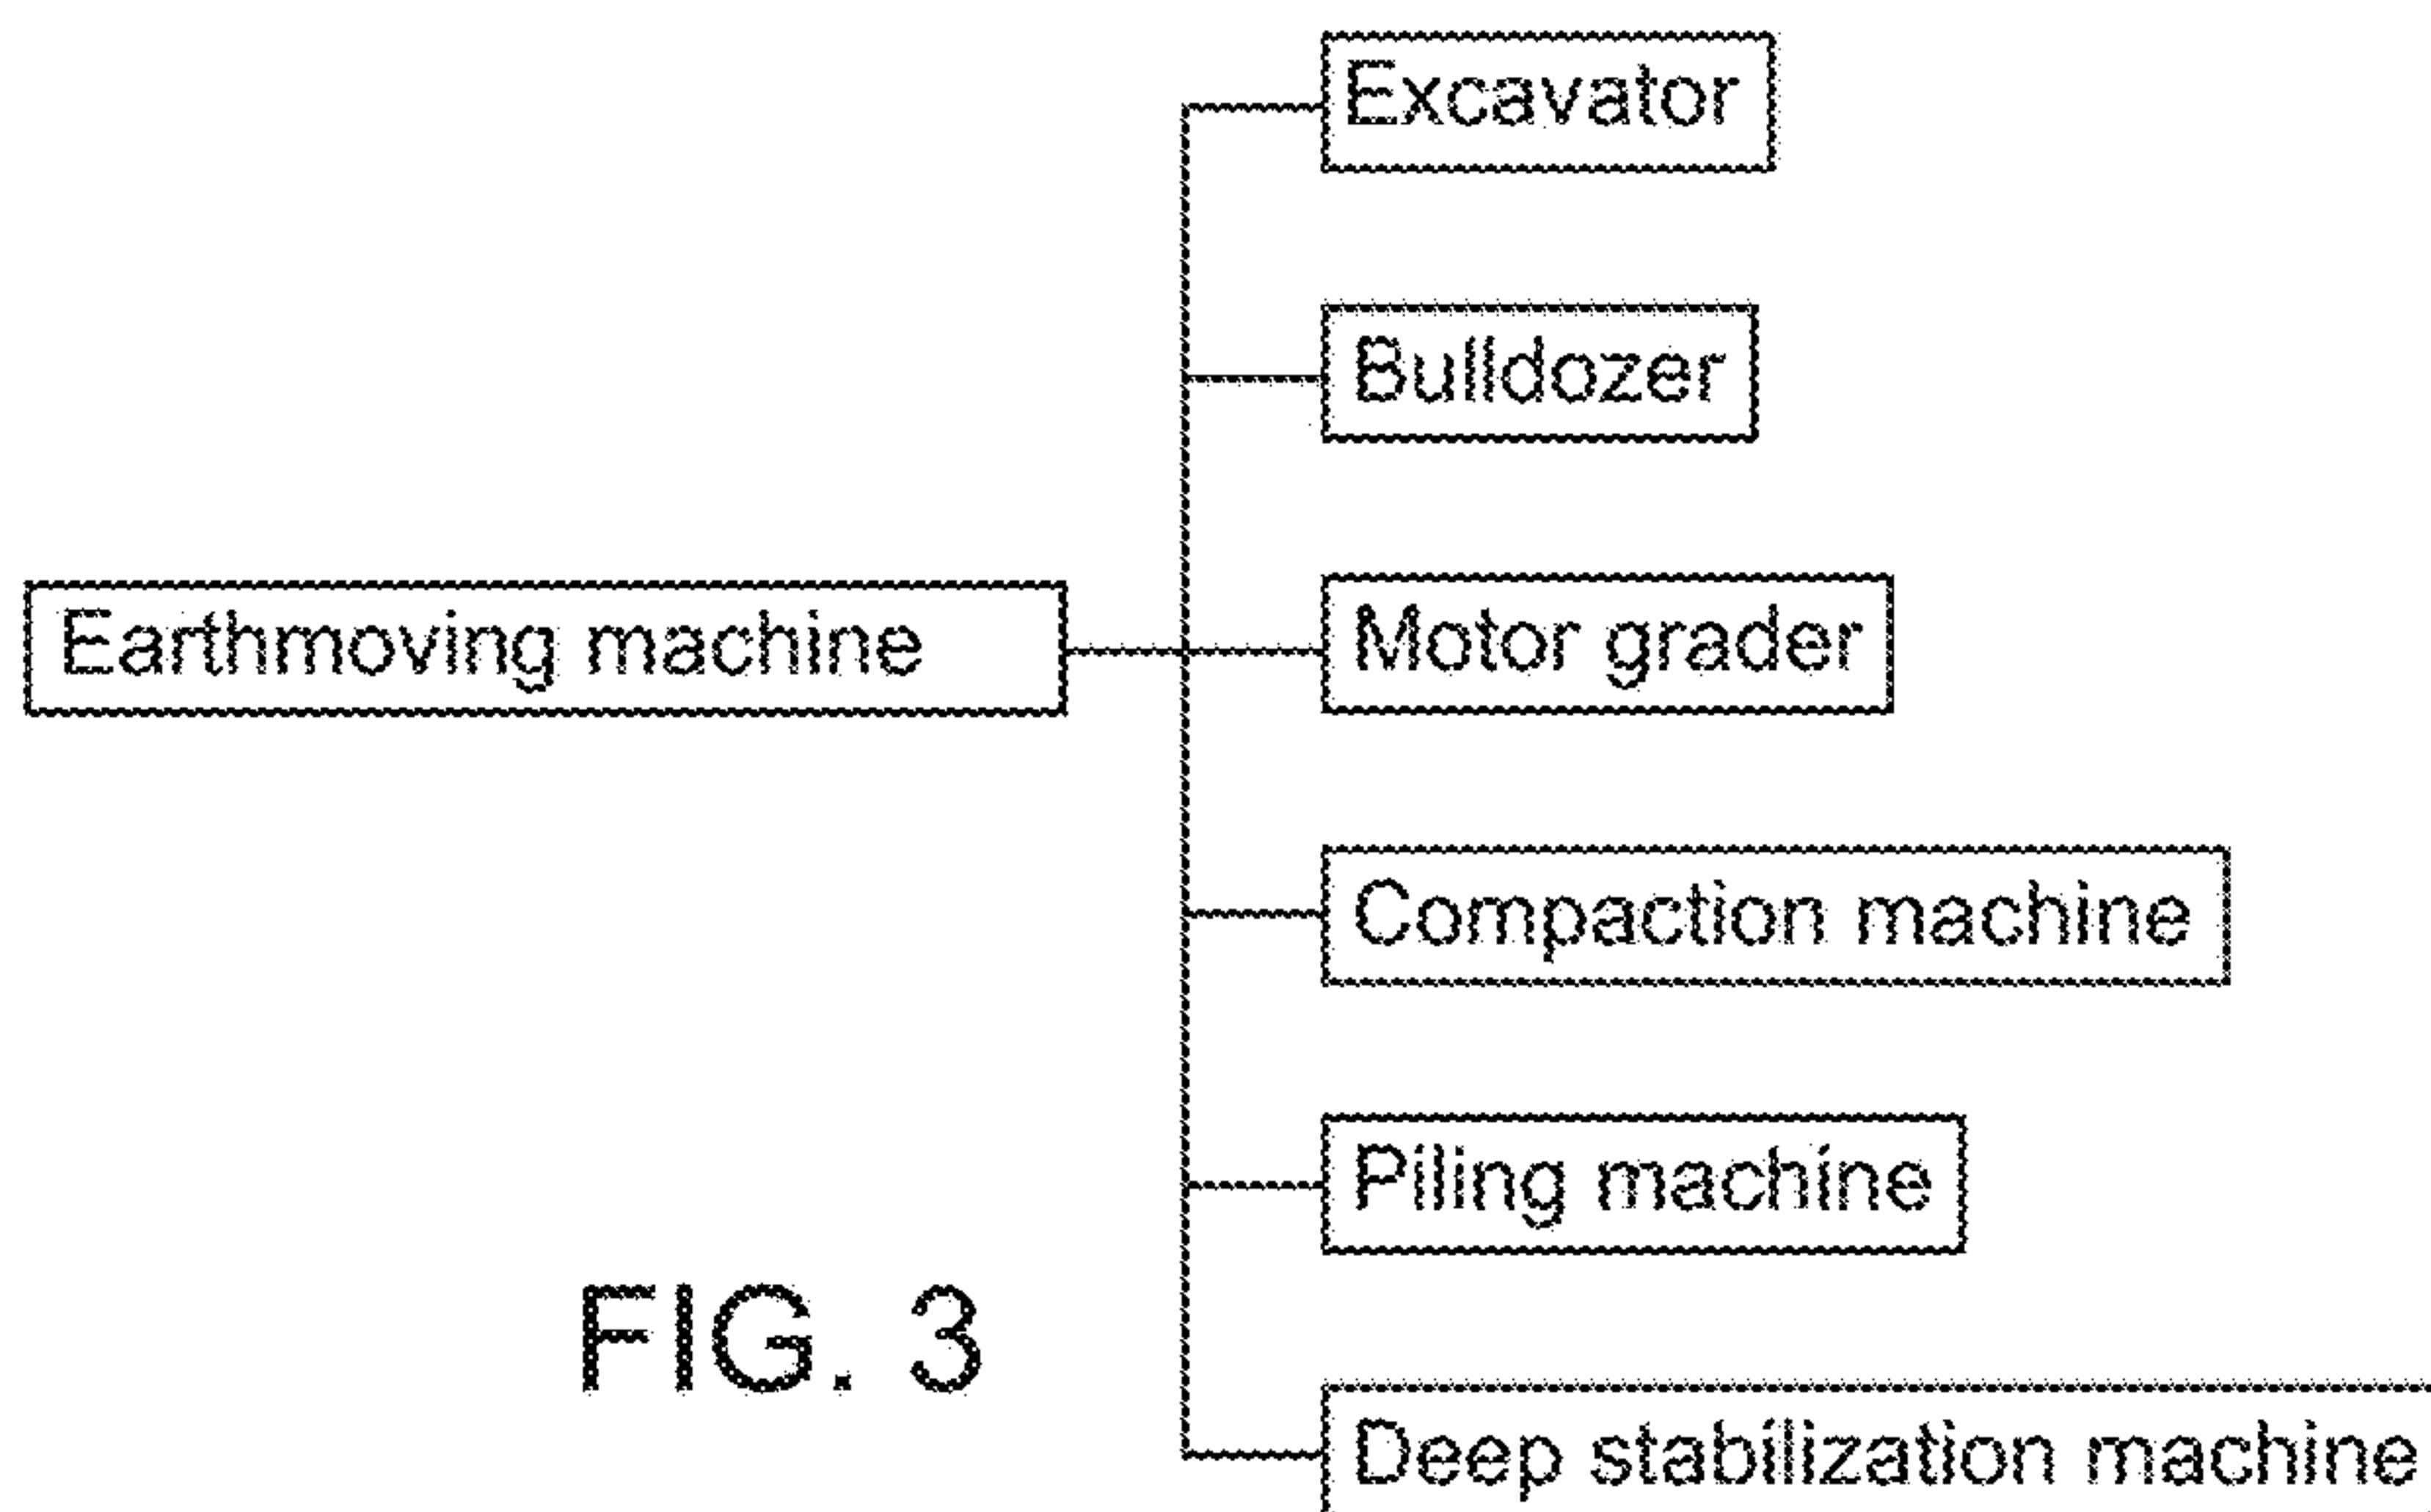 Excavator
Bulldozer
Earthmoving machine
Motor grader
Compaction machine
Piling machine
FIG. 3
Deep stabilization machine